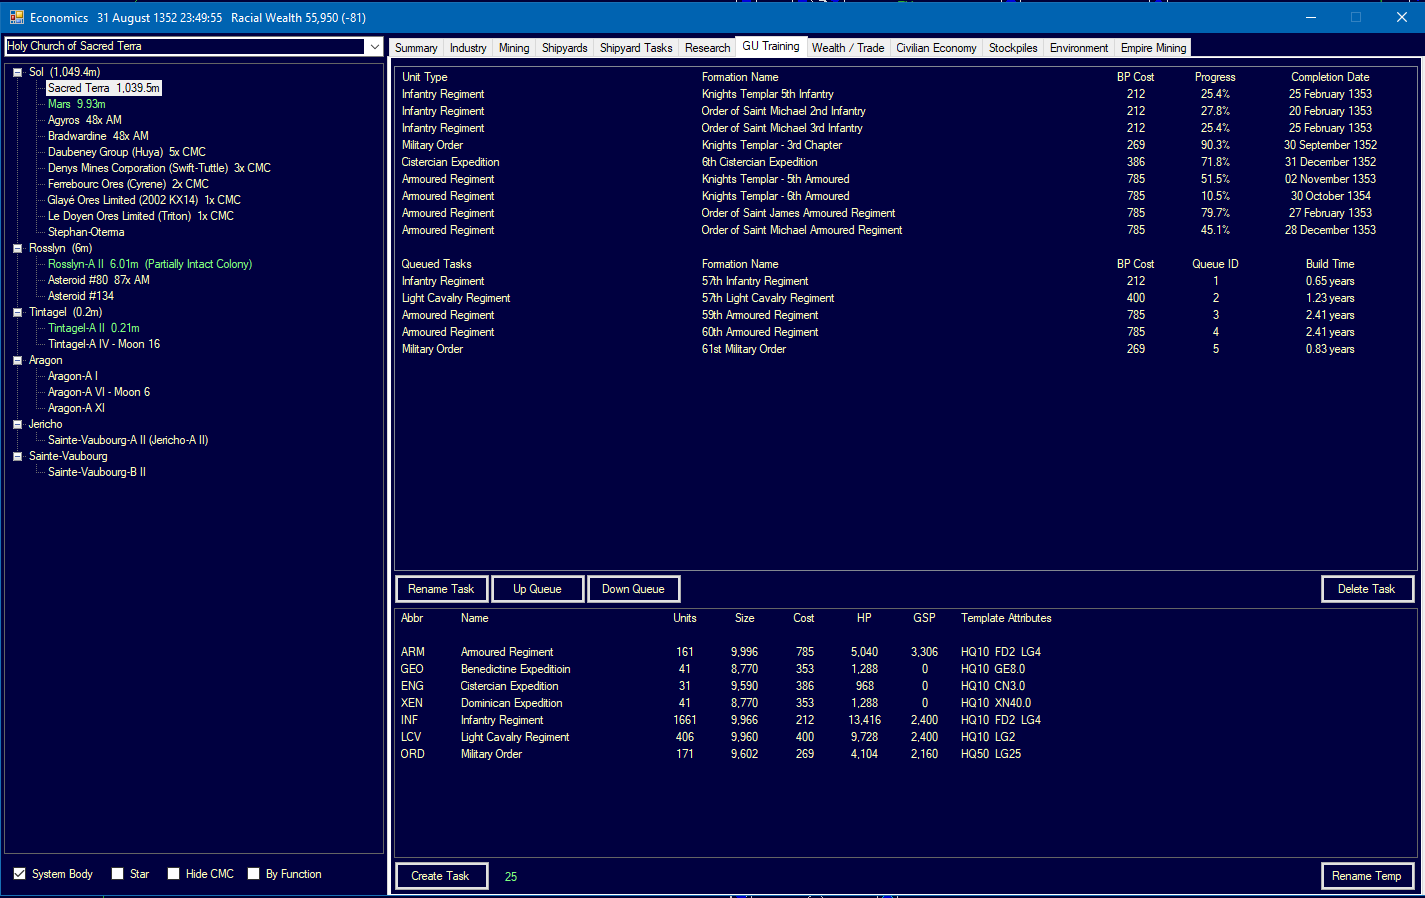 Economics 31 August 1352 23:49:55 Racial Wealth 55,950 (-81)
Holy Church of Sacred Terra
Summary Industry Mining Shipyards Shipyard Tasks Research GU Training Wealth / Trade Civilian Economy Stockpiles Environment Empire Mining
Sol (1,049.4m)
Sacred Terra 1,039.5m
Mars 9.93m
Agyros 48x AM
Bradwardine 48x AM
Daubeney Group (Huya) 5x CMC
Denys Mines Corporation (Swift-Tuttle) 3x CMC
Ferrebourc Ores (Cyrene) 2x CMC
Glayé Ores Limited (2002 KX14) 1x CMC
Le Doyen Ores Limited (Triton) 1x CMC
Stephan-Oterma
Rosslyn (6m)
Rosslyn-A II 6.01m (Partially Intact Colony)
Asteroid #80 87x AM
Asteroid #134
Tintagel (0.2m)
Tintagel-A II 0.21m
Tintagel-A IV - Moon 16
Aragon
Aragon-A I
Aragon-A VI - Moon 6
Aragon-A XI
Jericho
Sainte-Vaubourg-A II (Jericho-A II)
Sainte-Vaubourg
Sainte-Vaubourg-B II
System Body Star Hide CMC By Function
Unit Type Formation Name BP Cost Progress Completion Date
Infantry Regiment Knights Templar 5th Infantry 212 25.4% 25 February 1353
Infantry Regiment Order of Saint Michael 2nd Infantry 212 27.8% 20 February 1353
Infantry Regiment Order of Saint Michael 3rd Infantry 212 25.4% 25 February 1353
Military Order Knights Templar - 3rd Chapter 269 90.3% 30 September 1352
Cistercian Expedition 6th Cistercian Expedition 386 71.8% 31 December 1352
Armoured Regiment Knights Templar - 5th Armoured 785 51.5% 02 November 1353
Armoured Regiment Knights Templar - 6th Armoured 785 10.5% 30 October 1354
Armoured Regiment Order of Saint James Armoured Regiment 785 79.7% 27 February 1353
Armoured Regiment Order of Saint Michael Armoured Regiment 785 45.1% 28 December 1353
Queued Tasks Formation Name BP Cost Queue ID Build Time
Infantry Regiment 57th Infantry Regiment 212 1 0.65 years
Light Cavalry Regiment 57th Light Cavalry Regiment 400 2 1.23 years
Armoured Regiment 59th Armoured Regiment 785 3 2.41 years
Armoured Regiment 60th Armoured Regiment 785 4 2.41 years
Military Order 61st Military Order 269 5 0.83 years
Rename Task Up Queue Down Queue Delete Task
Abbr Name Units Size Cost HP GSP Template Attributes
ARM Armoured Regiment 161 9,996 785 5,040 3,306 HQ10 FD2 LG4
GEO Benedictine Expeditioin 41 8,770 353 1,288 0 HQ10 GE8.0
ENG Cistercian Expedition 31 9,590 386 968 0 HQ10 CN3.0
XEN Dominican Expedition 41 8,770 353 1,288 0 HQ10 XN40.0
INF Infantry Regiment 1661 9,966 212 13,416 2,400 HQ10 FD2 LG4
LCV Light Cavalry Regiment 406 9,960 400 9,728 2,400 HQ10 LG2
ORD Military Order 171 9,602 269 4,104 2,160 HQ50 LG25
Create Task 25 Rename Temp